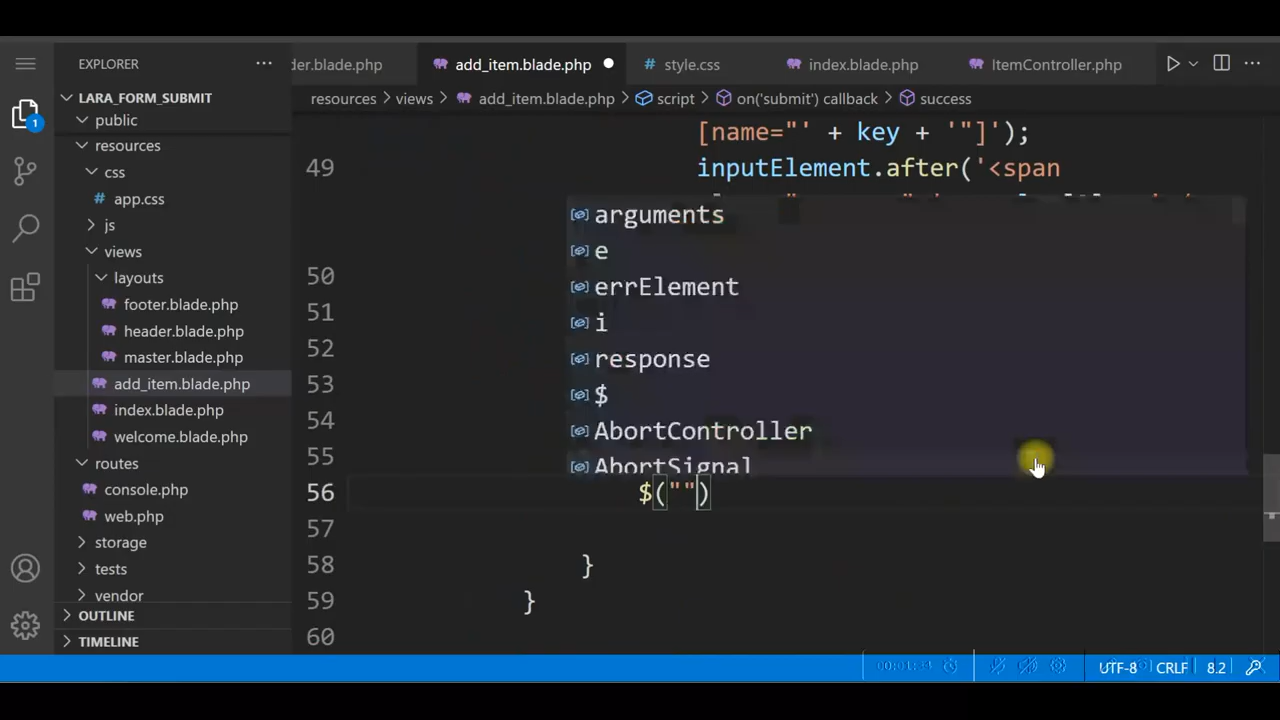 EXPLORER
der.blade.php
add_item.blade.php
style.css
index.blade.php
ItemController.php
LARA_FORM_SUBMIT
resources > views > add_item.blade.php > script > on('submit') callback > success
public
resources
css
app.css
js
views
layouts
footer.blade.php
header.blade.php
master.blade.php
add_item.blade.php
index.blade.php
welcome.blade.php
routes
console.php
web.php
storage
tests
vendor
OUTLINE
TIMELINE
[name="' + key + '"]');
49 inputElement.after('<span
arguments
e
50
errElement
51
i
52
response
53
$
54
AbortController
55
AbortSignal
56 $("")
57
58 }
59 }
60
1
UTF-8 CRLF 8.2